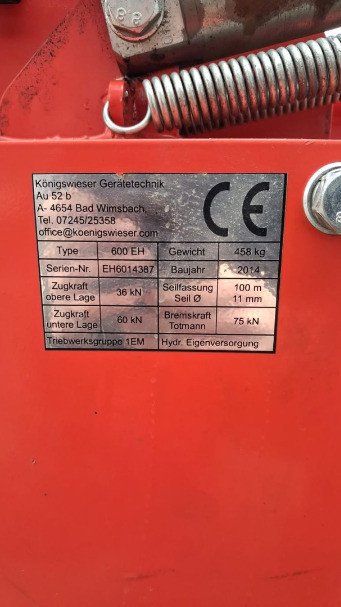 8.8
Königswieser Gerätetechnik
Au 52 b
A- 4654 Bad Wimsbach,
Tel. 07245/25358
office@koenigswieser.com
CE
Type 600 EH Gewicht 458 kg
Serien-Nr. EH6014387 Baujahr 2014
Zugkraft obere Lage 36 kN Seilfassung Seil Ø 100 m 11 mm
Zugkraft untere Lage 60 kN Bremskraft Totmann 75 kN
Triebwerksgruppe 1EM Hydr. Eigenversorgung